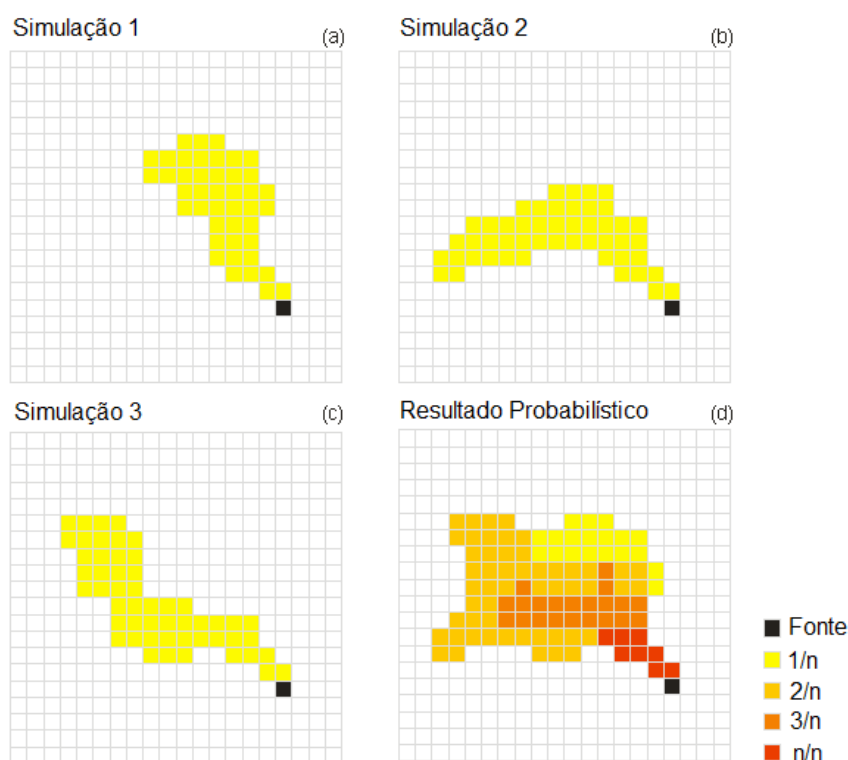 Simulação 1
(a)
Simulação 2
(b)
Simulação 3
(c)
Resultado Probabilístico
(d)
Fonte
1/n
2/n
3/n
n/n